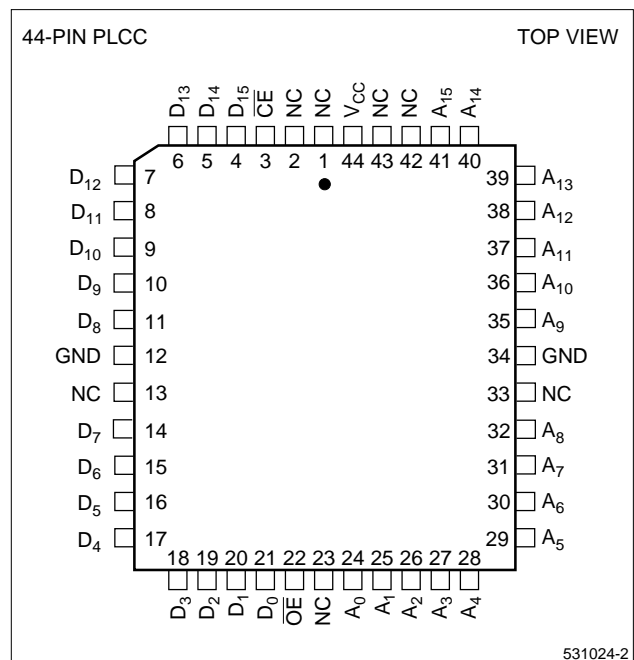 44-PIN PLCC TOP VIEW
D13 D14 D15 C̅E̅ NC NC VCC NC NC A15 A14
6 5 4 3 2 1 44 43 42 41 40
D12 7 39 A13
D11 8 38 A12
D10 9 37 A11
D9 10 36 A10
D8 11 35 A9
GND 12 34 GND
NC 13 33 NC
D7 14 32 A8
D6 15 31 A7
D5 16 30 A6
D4 17 29 A5
18 19 20 21 22 23 24 25 26 27 28
D3 D2 D1 D0 O̅E̅ NC A0 A1 A2 A3 A4
531024-2